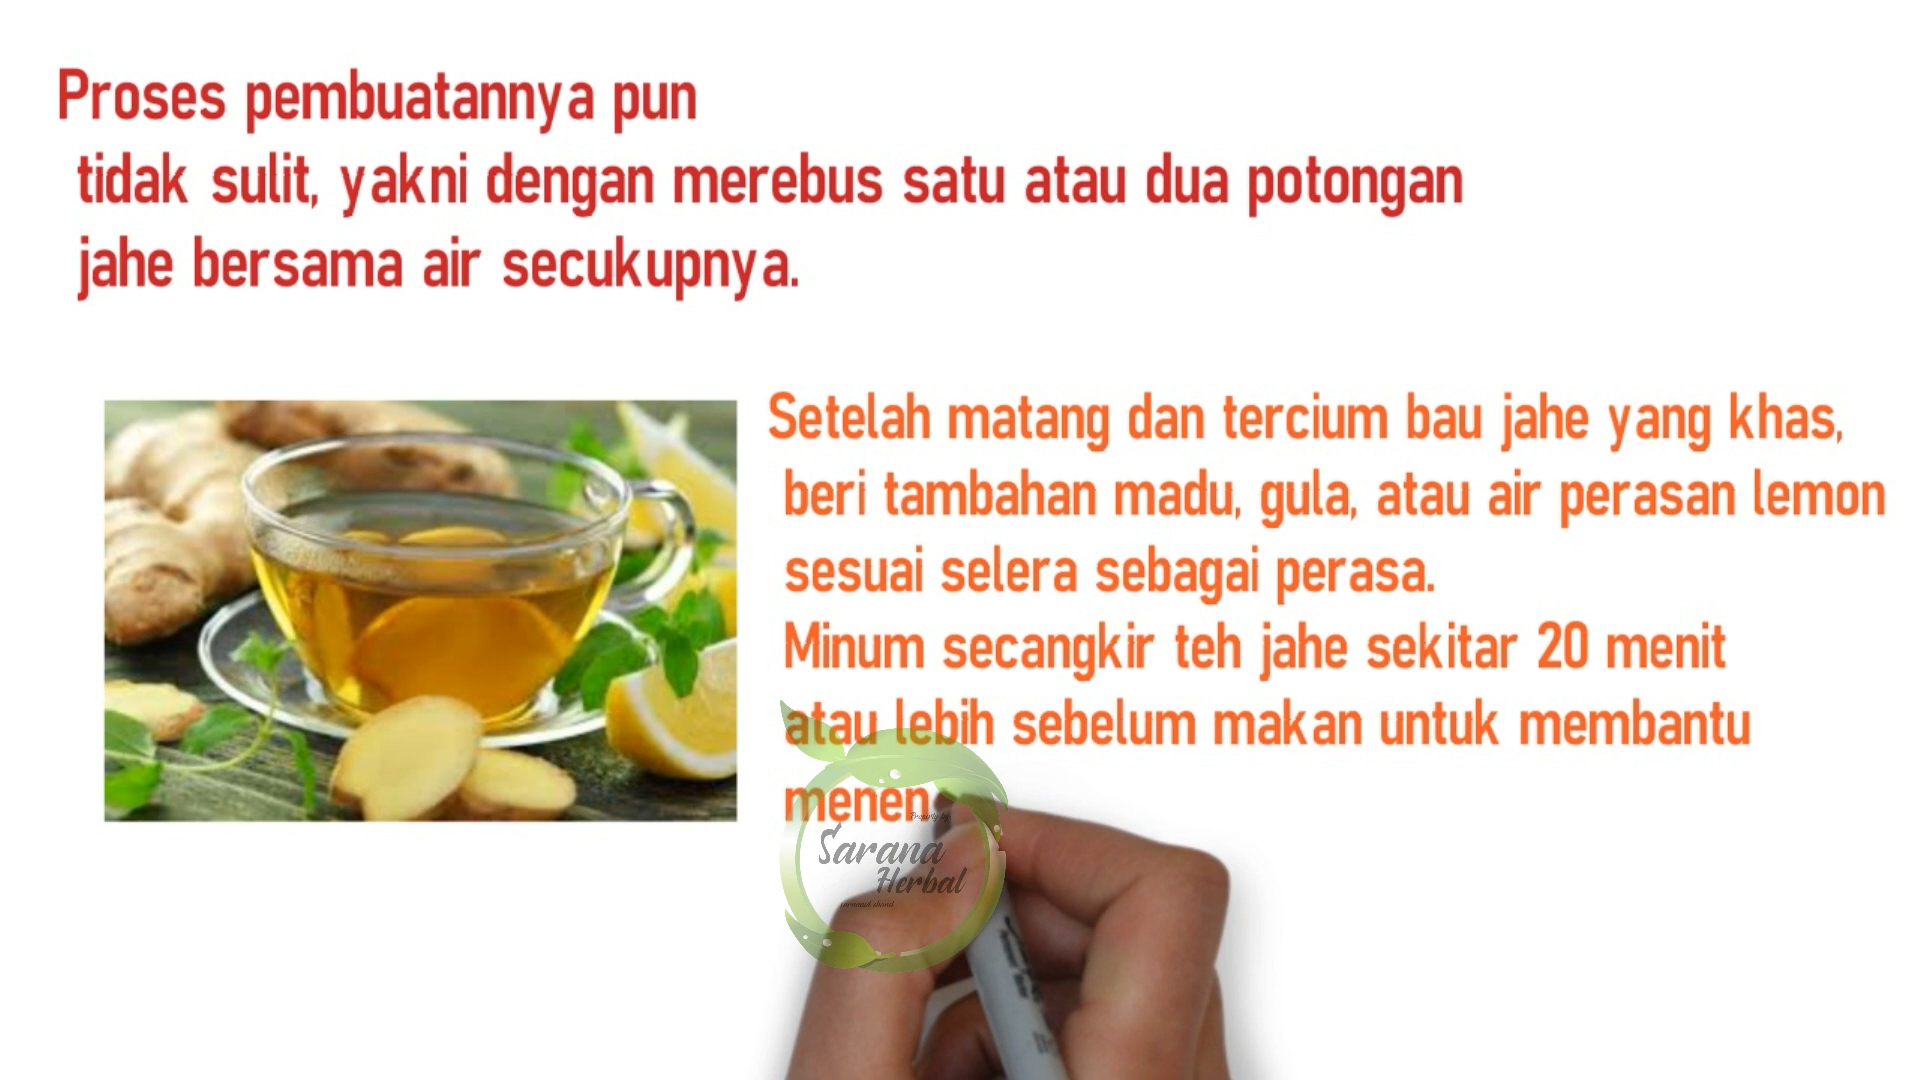 Proses pembuatannya pun
tidak sulit, yakni dengan merebus satu atau dua potongan
jahe bersama air secukupnya.
Setelah matang dan tercium bau jahe yang khas,
beri tambahan madu, gula, atau air perasan lemon
sesuai selera sebagai perasa.
Minum secangkir teh jahe sekitar 20 menit
atau lebih sebelum makan untuk membantu
menen
Property by
Sarana
Herbal